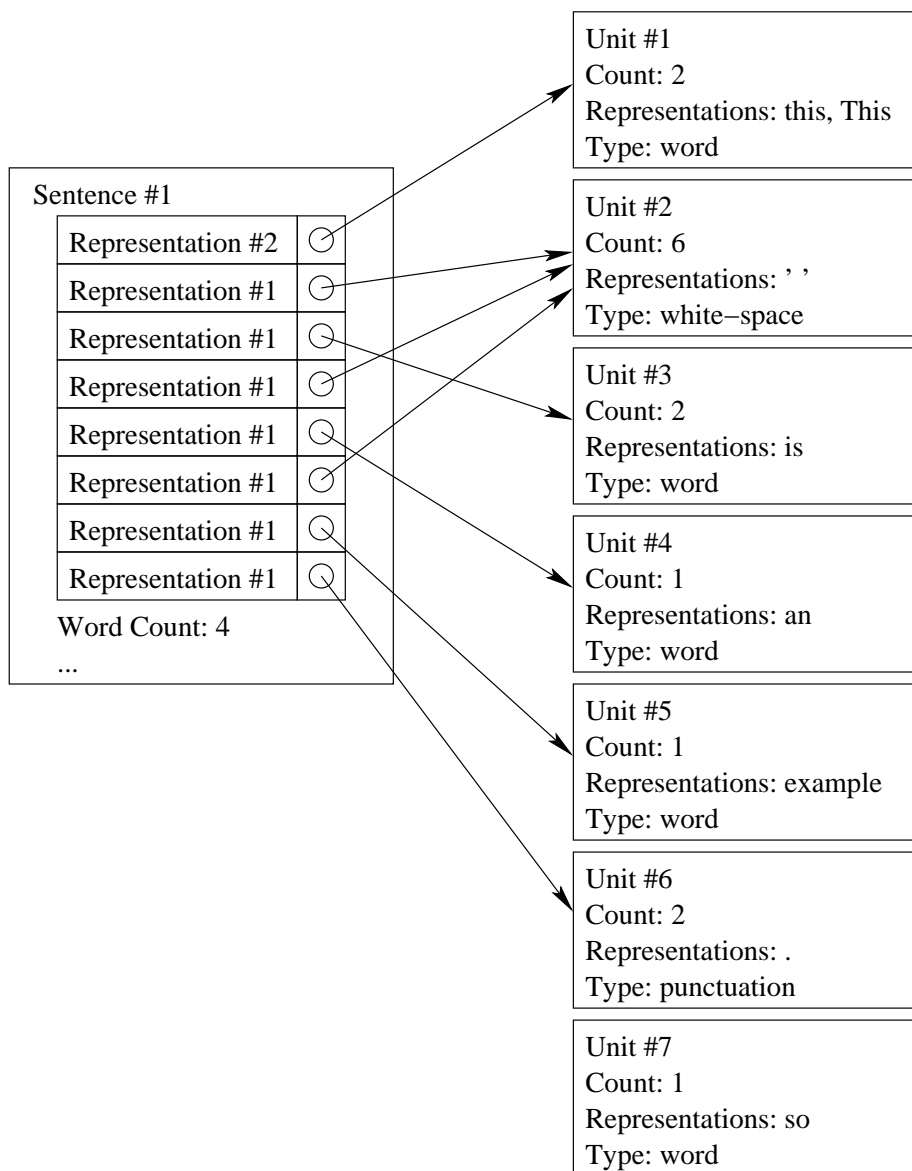 Sentence #1
Representation #2
Representation #1
Representation #1
Representation #1
Representation #1
Representation #1
Representation #1
Representation #1
Word Count: 4
...
Unit #1
Count: 2
Representations: this, This
Type: word
Unit #2
Count: 6
Representations: ’ ’
Type: white−space
Unit #3
Count: 2
Representations: is
Type: word
Unit #4
Count: 1
Representations: an
Type: word
Unit #5
Count: 1
Representations: example
Type: word
Unit #6
Count: 2
Representations: .
Type: punctuation
Unit #7
Count: 1
Representations: so
Type: word